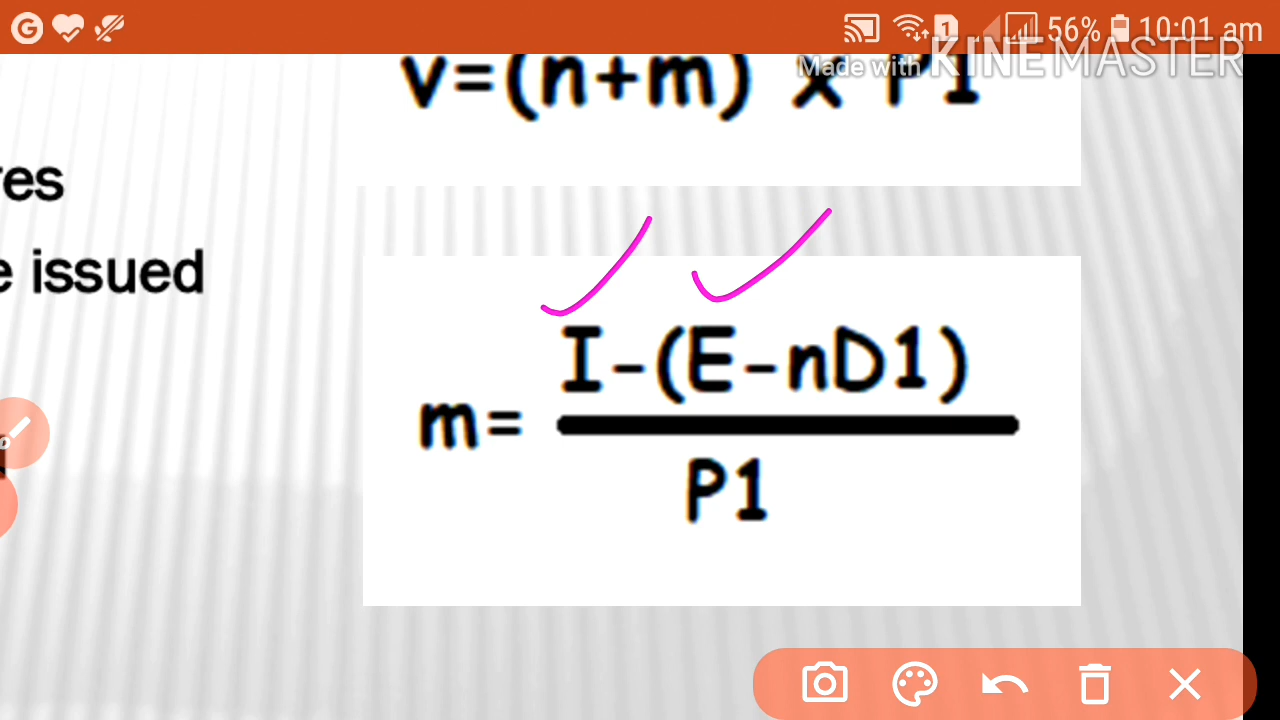 56% 10:01 am
Made with KINEMASTER
v=(n+m) x P1
res
e issued
I-(E-nD1)
m=
P1